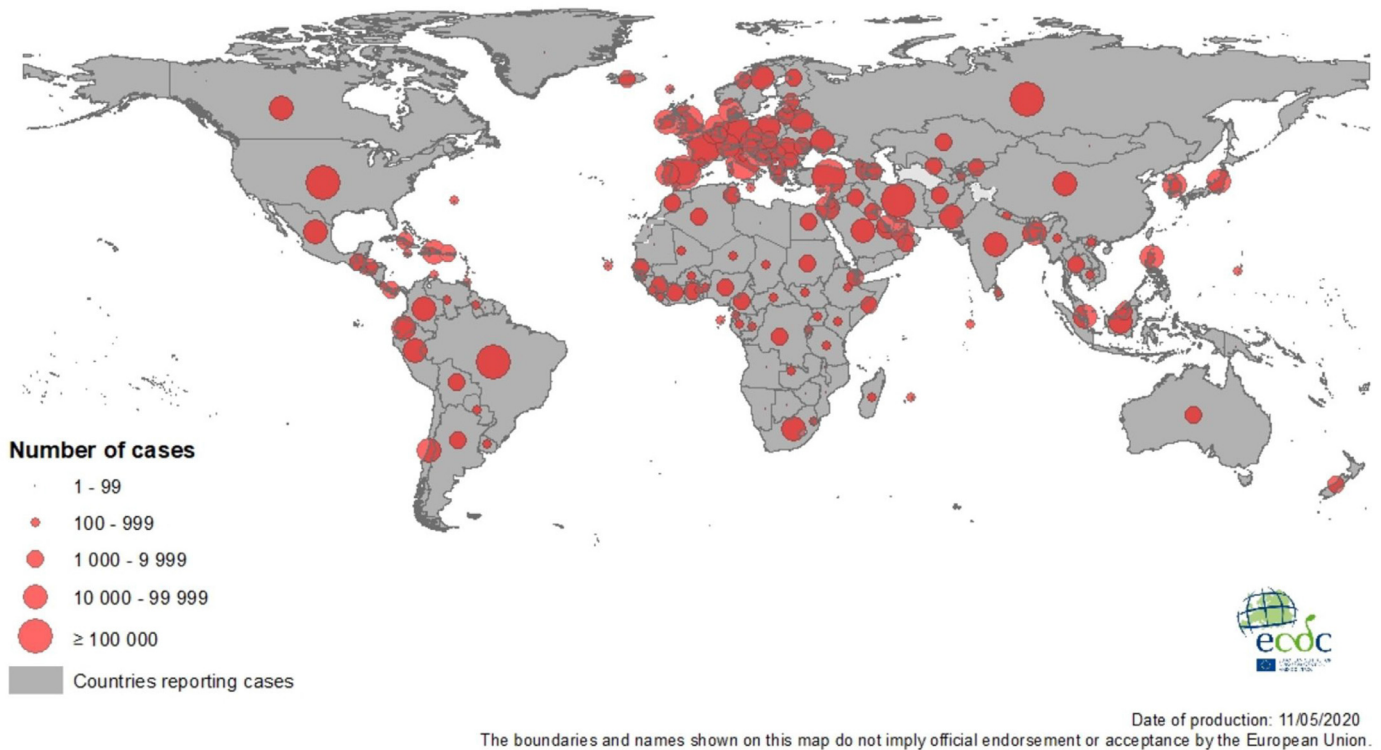 Number of cases
1 - 99
100 - 999
1 000 - 9 999
10 000 - 99 999
≥ 100 000
Countries reporting cases
ecdc
Date of production: 11/05/2020
The boundaries and names shown on this map do not imply official endorsement or acceptance by the European Union.